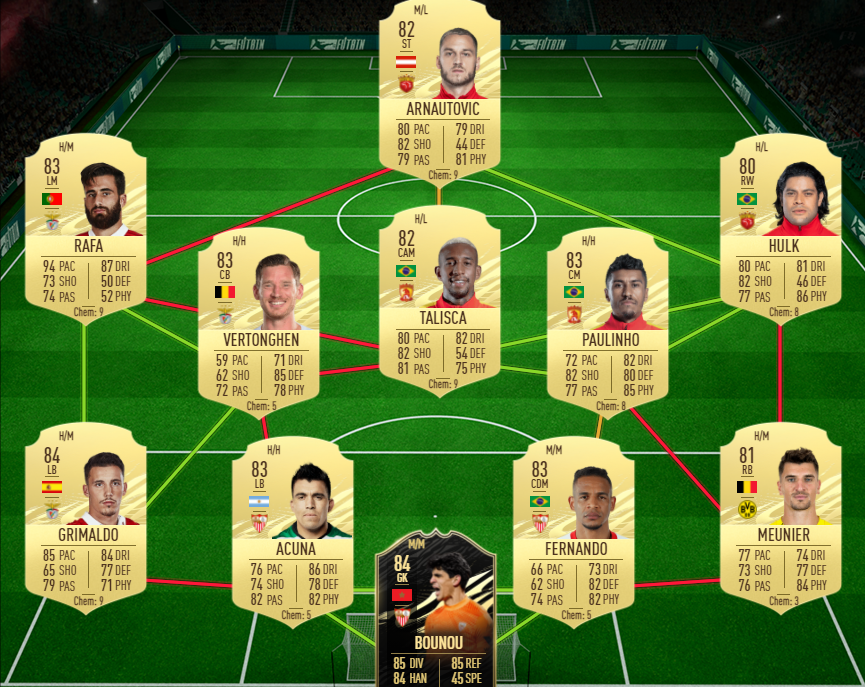 M/L
82
ST
ARNAUTOVIC
80 PAC 79 DRI
82 SHO 44 DEF
79 PAS 81 PHY
Chem: 9
FUTBIN FUTBIN FUTBIN FUTBIN
H/M
83
LM
RAFA
94 PAC 87 DRI
73 SHO 50 DEF
74 PAS 52 PHY
Chem: 9
H/L
80
RW
HULK
80 PAC 81 DRI
82 SHO 46 DEF
77 PAS 86 PHY
Chem: 8
H/H
83
CB
VERTONGHEN
59 PAC 71 DRI
62 SHO 85 DEF
72 PAS 78 PHY
Chem: 5
H/L
82
CAM
TALISCA
80 PAC 82 DRI
82 SHO 54 DEF
81 PAS 75 PHY
Chem: 9
H/H
83
CM
PAULINHO
72 PAC 82 DRI
82 SHO 80 DEF
77 PAS 85 PHY
Chem: 8
H/M
84
LB
GRIMALDO
85 PAC 84 DRI
65 SHO 77 DEF
79 PAS 71 PHY
Chem: 9
H/H
83
LB
ACUNA
76 PAC 86 DRI
74 SHO 78 DEF
82 PAS 82 PHY
Chem: 5
M/M
83
CDM
FERNANDO
66 PAC 73 DRI
62 SHO 82 DEF
74 PAS 82 PHY
Chem: 5
H/M
81
RB
BVB 09
MEUNIER
77 PAC 74 DRI
73 SHO 77 DEF
76 PAS 84 PHY
Chem: 3
M/M
84
GK
BOUNOU
85 DIV 85 REF
84 HAN 45 SPE